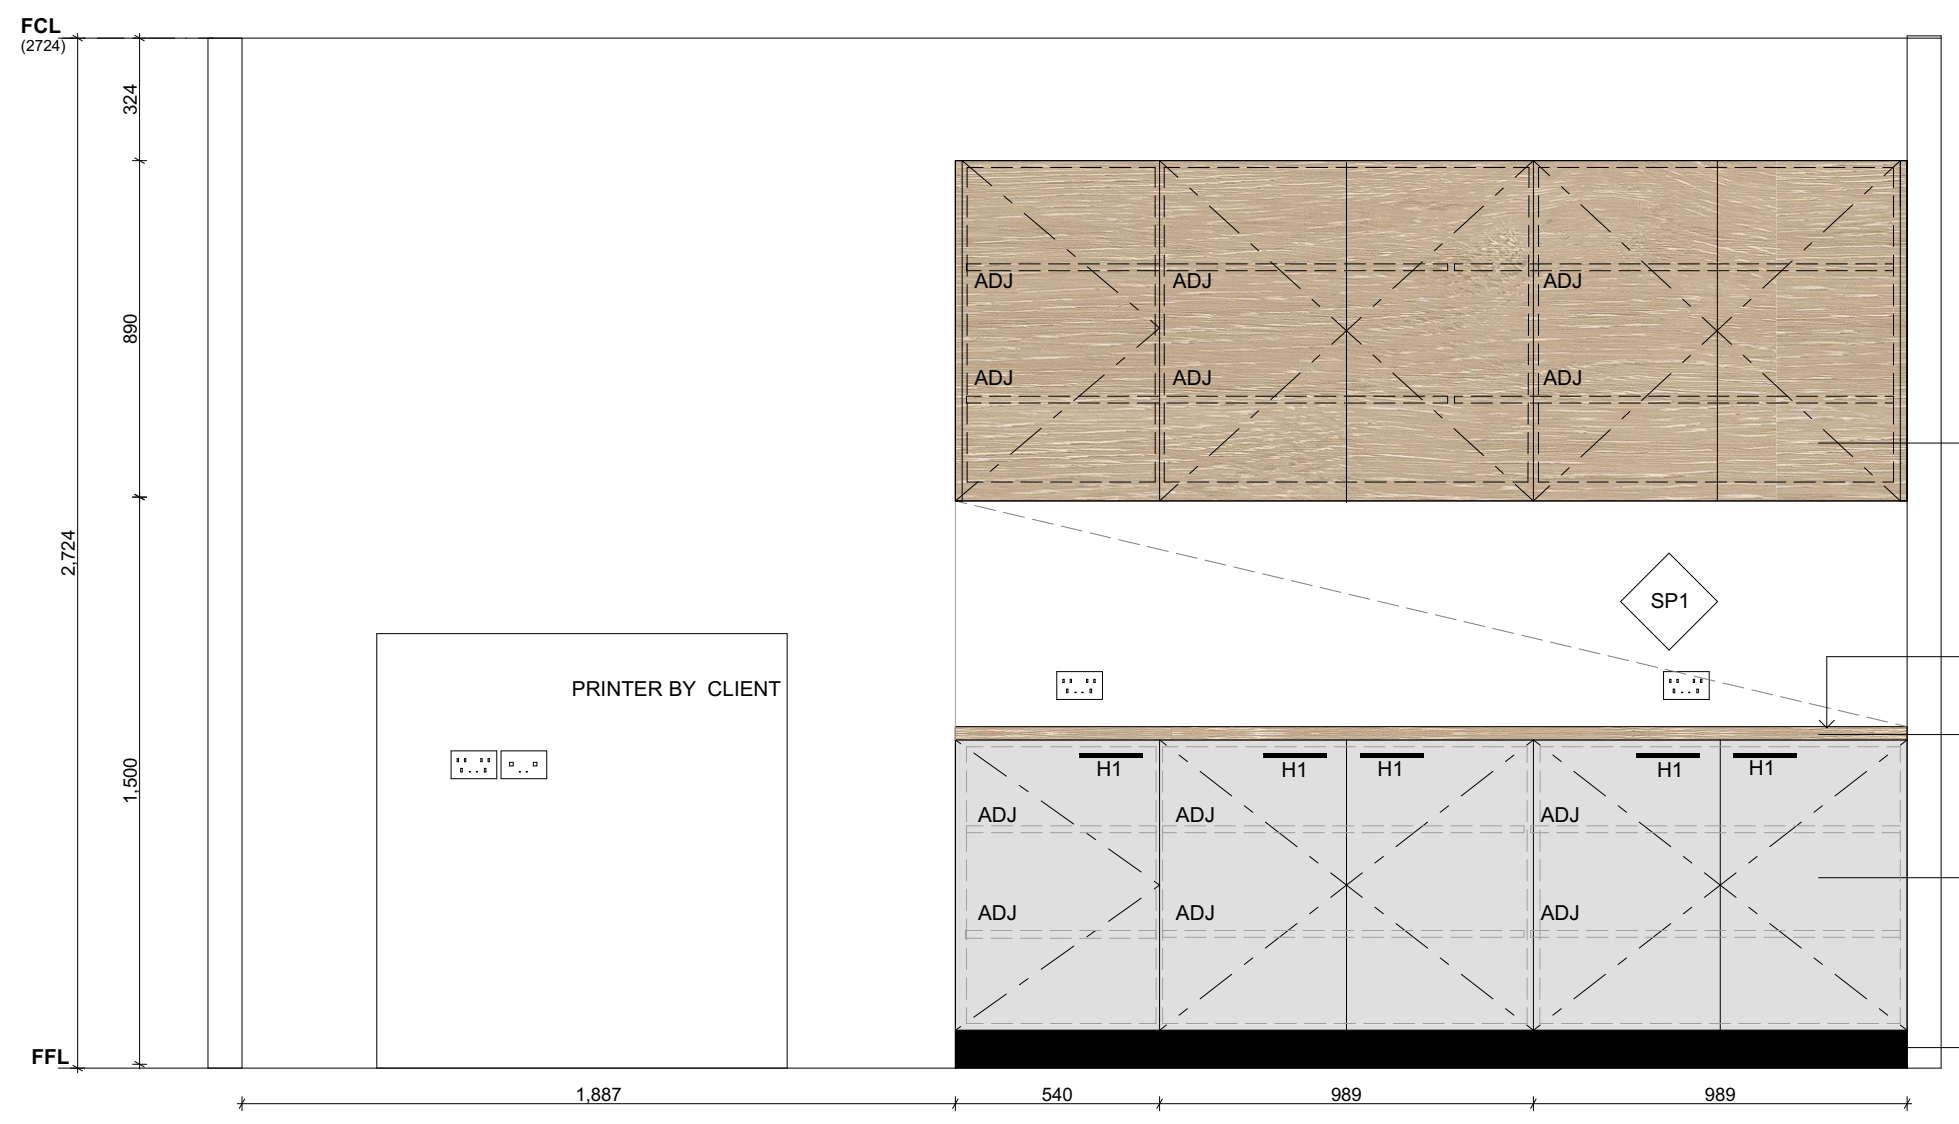 FCL
(2724)
324
890
2,724
1,500
FFL
ADJ ADJ ADJ
ADJ ADJ ADJ
SP1
PRINTER BY CLIENT
H1 H1 H1 H1 H1
ADJ ADJ ADJ
ADJ ADJ ADJ
1,887 540 989 989